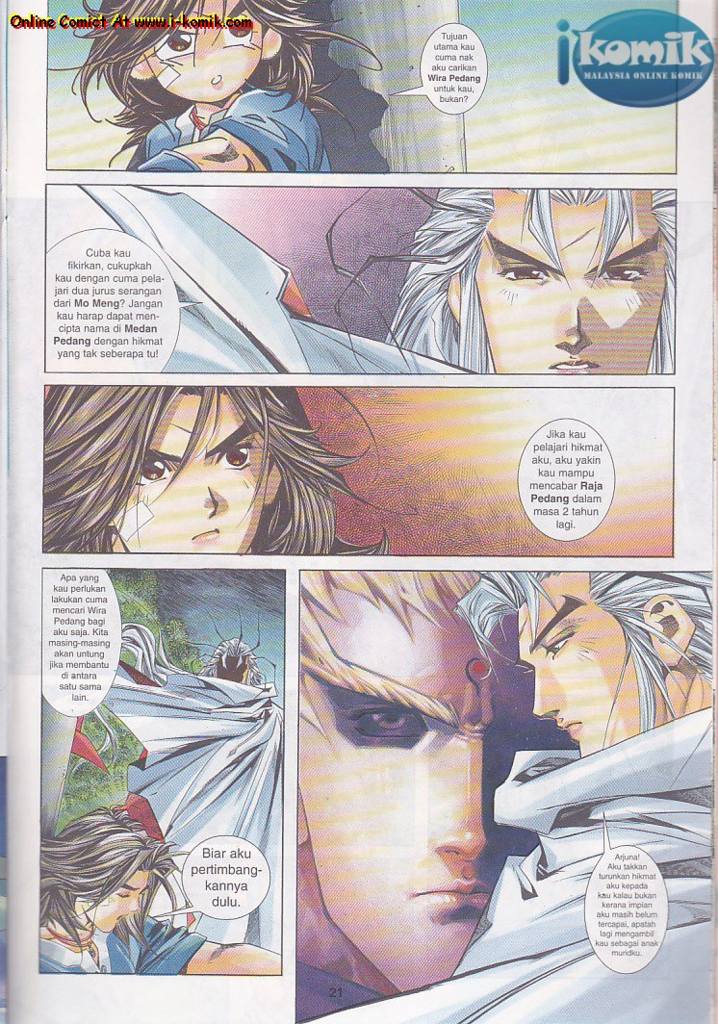 Online Comict At www.i-komik.com
ikomik
MALAYSIA ONLINE KOMIK
Tujuan
utama kau
cuma nak
aku carikan
Wira Pedang
untuk kau,
bukan?
Cuba kau
fikirkan, cukupkah
kau dengan cuma pela-
jari dua jurus serangan
dari Mo Meng? Jangan
kau harap dapat men-
cipta nama di Medan
Pedang dengan hikmat
yang tak seberapa tu!
Jika kau
pelajari hikmat
aku, aku yakin
kau mampu
mencabar Raja
Pedang dalam
masa 2 tahun
lagi.
Apa yang
kau perlukan
lakukan cuma
mencari Wira
Pedang bagi
aku saja. Kita
masing-masing
akan untung
jika membantu
di antara
satu sama
lain.
Biar aku
pertimbang-
kannya
dulu.
Arjuna!
Aku takkan
turunkan hikmat
aku kepada
kau kalau bukan
kerana impian
aku masih belum
tercapai, apatah
lagi mengambil
kau sebagai anak
muridku.
21